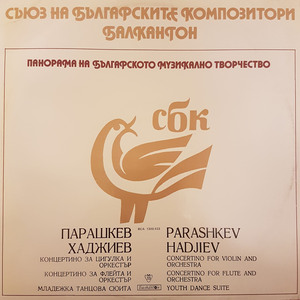 СЪЮЗ НА БЪЛГАРСКИТЕ КОМПОЗИТОРИ
БАЛКАНТОН
ПАНОРАМА НА БЪЛГАРСКОТО МУЗИКАЛНО ТВОРЧЕСТВО
сбк
ПАРАШКЕВ
ХАДЖИЕВ
КОНЦЕРТИНО ЗА ЦИГУЛКА И
ОРКЕСТЪР
КОНЦЕРТИНО ЗА ФЛЕЙТА И
ОРКЕСТЪР
МЛАДЕЖКА ТАНЦОВА СЮИТА
PARASHKEV
HADJIEV
CONCERTINO FOR VIOLIN AND
ORCHESTRA
CONCERTINO FOR FLUTE AND
ORCHESTRA
YOUTH DANCE SUITE